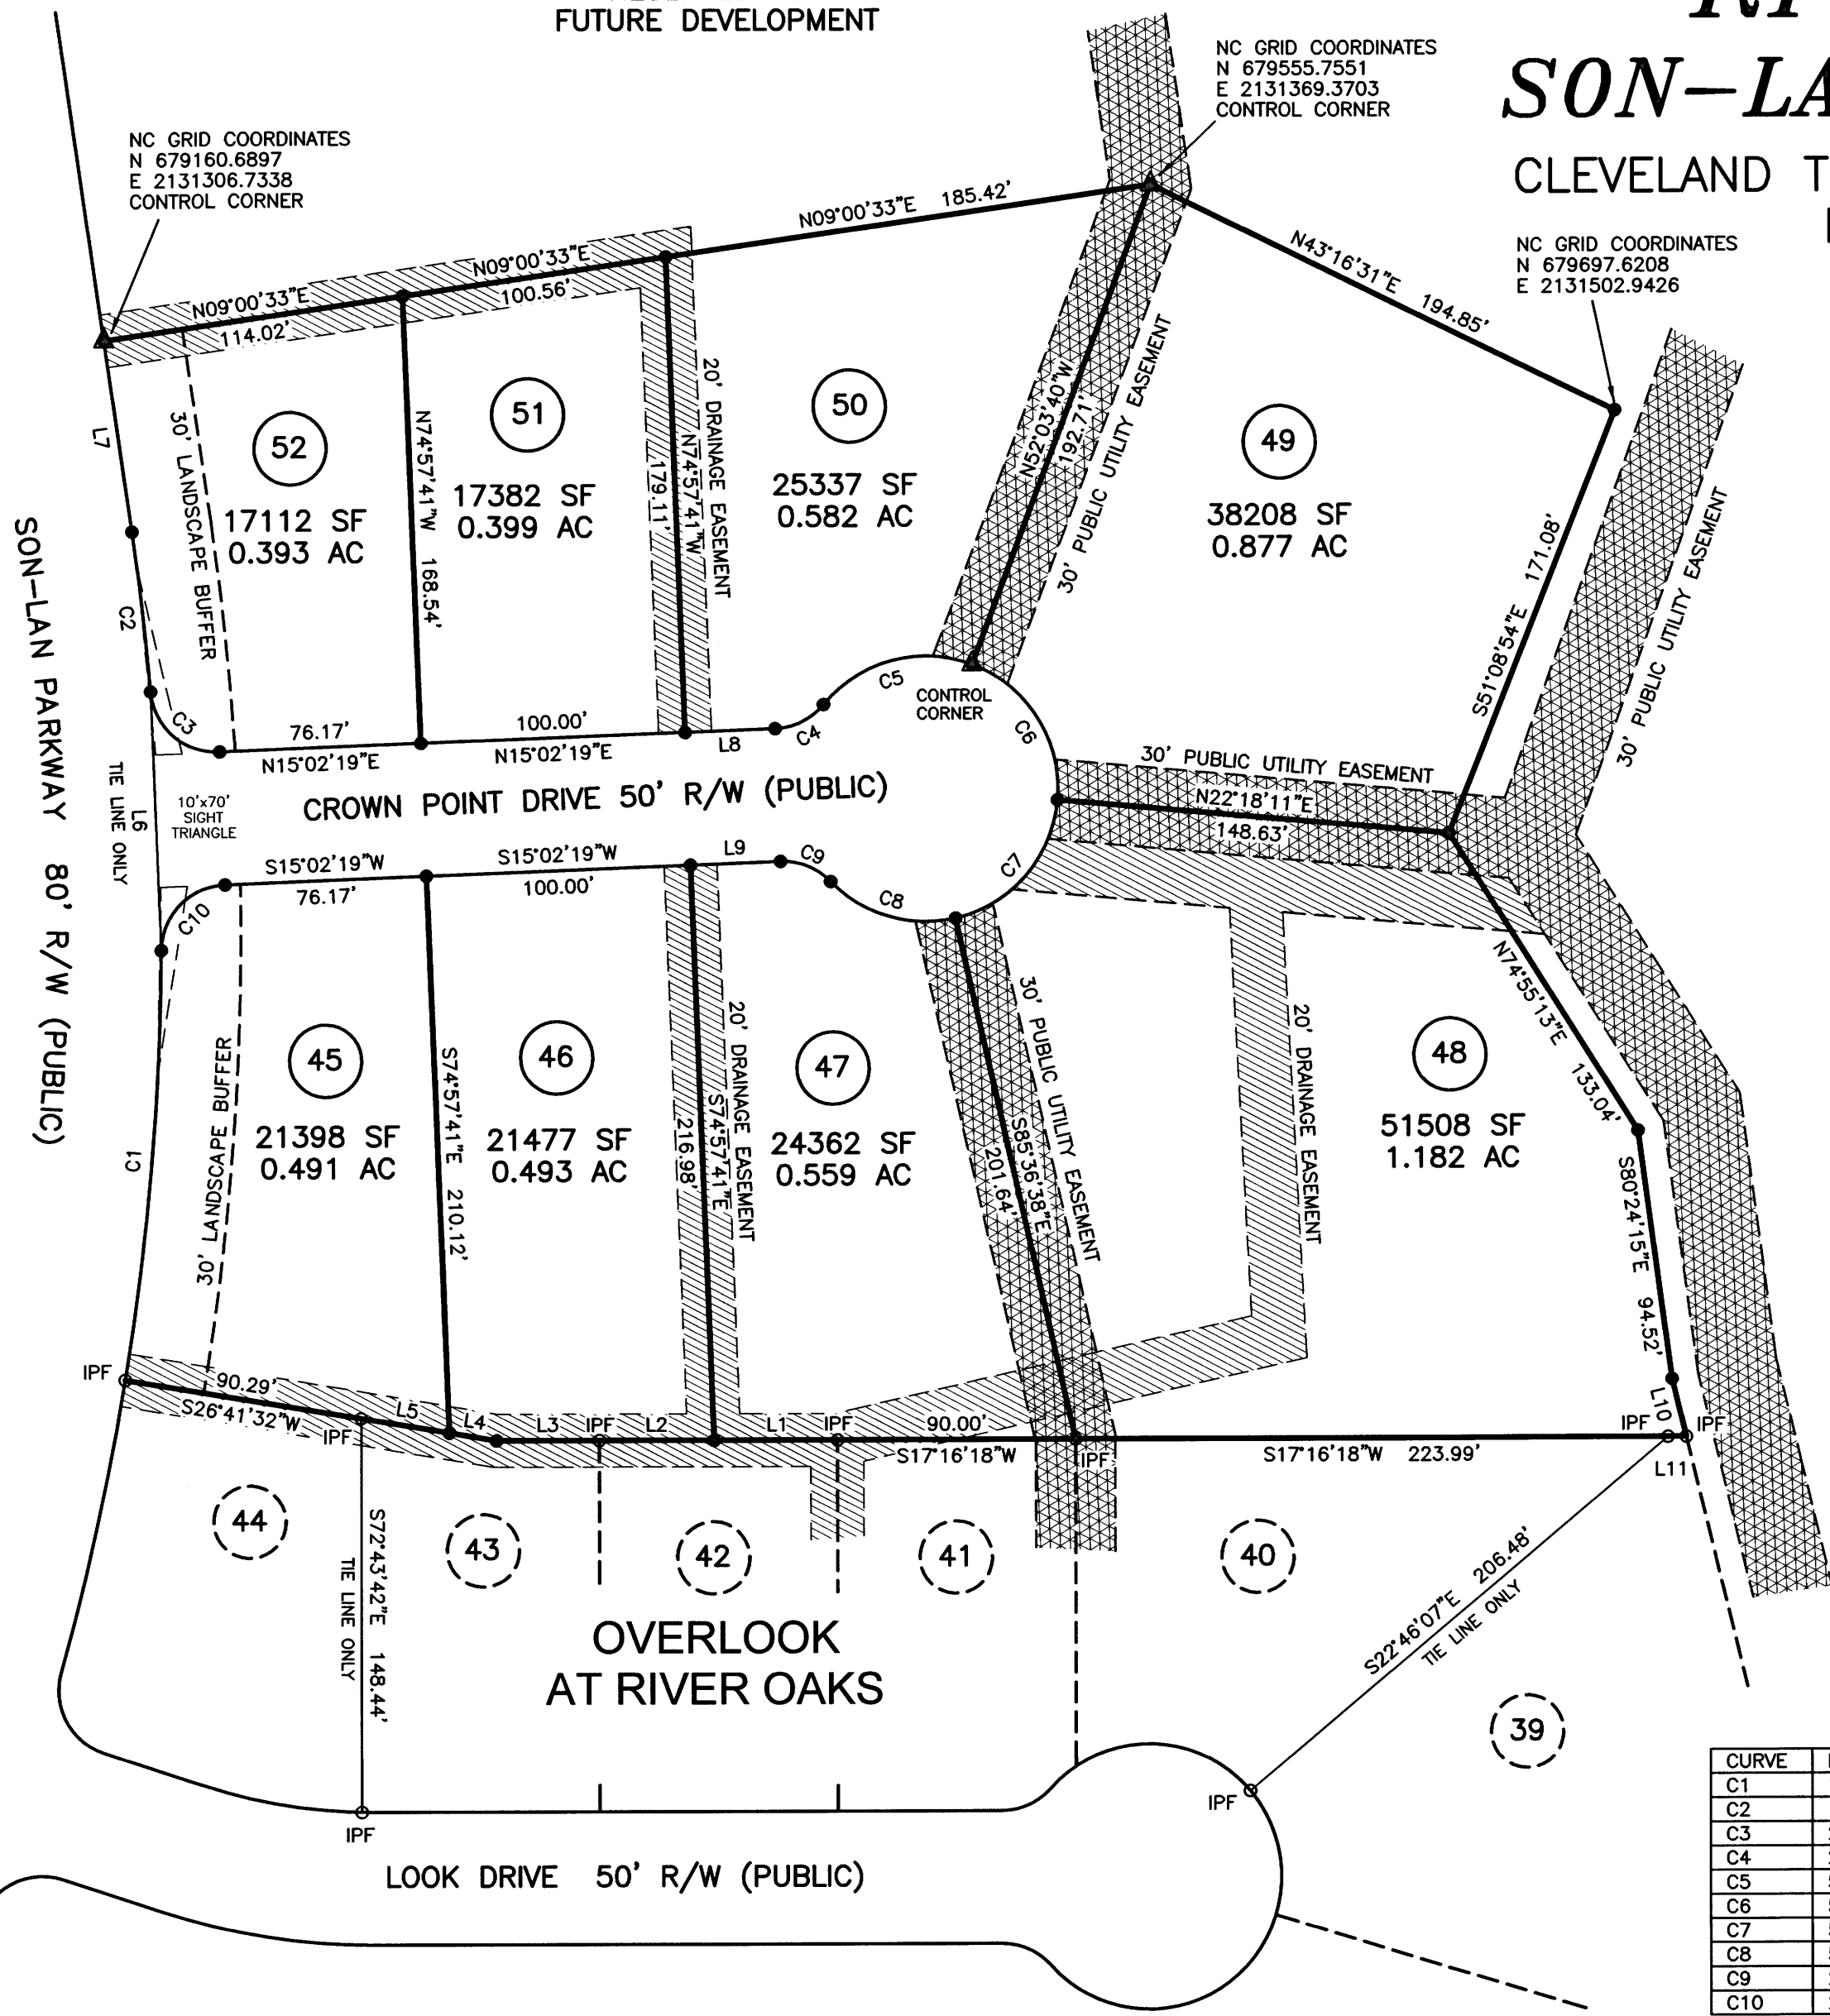 FUTURE DEVELOPMENT
SON-LA
CLEVELAND T
NC GRID COORDINATES
N 679555.7551
E 2131369.3703
CONTROL CORNER
NC GRID COORDINATES
N 679160.6897
E 2131306.7338
CONTROL CORNER
NC GRID COORDINATES
N 679697.6208
E 2131502.9426
N09°00'33"E 185.42'
N09°00'33"E
100.56'
N09°00'33"E
114.02'
N43°16'31"E 194.85'
L7
30' LANDSCAPE BUFFER
52
17112 SF
0.393 AC
N74°57'41"W 168.54'
51
17382 SF
0.399 AC
N74°57'41"W
179.11'
20' DRAINAGE EASEMENT
50
25337 SF
0.582 AC
N52°03'40"W
192.71'
30' PUBLIC UTILITY EASEMENT
49
38208 SF
0.877 AC
S51°08'54"E 171.08'
30' PUBLIC UTILITY EASEMENT
SON-LAN PARKWAY 80' R/W (PUBLIC)
C2
C3
76.17'
N15°02'19"E
100.00'
N15°02'19"E
L8
C4
C5
CONTROL
CORNER
C6
30' PUBLIC UTILITY EASEMENT
N22°18'11"E
148.63'
TIE LINE ONLY
L6
10'x70'
SIGHT
TRIANGLE
CROWN POINT DRIVE 50' R/W (PUBLIC)
S15°02'19"W
76.17'
S15°02'19"W
100.00'
L9
C9
C8
C7
C10
C1
30' LANDSCAPE BUFFER
45
21398 SF
0.491 AC
S74°57'41"E 210.12'
46
21477 SF
0.493 AC
S74°57'41"E
216.98'
20' DRAINAGE EASEMENT
47
24362 SF
0.559 AC
S85°36'38"E
201.64'
30' PUBLIC UTILITY EASEMENT
20' DRAINAGE EASEMENT
48
51508 SF
1.182 AC
N74°55'13"E 133.04'
S80°24'15"E 94.52'
L10
IPF
90.29'
S26°41'32"W
IPF
L5
L4
L3
IPF
L2
L1
IPF
90.00'
S17°16'18"W
IPF
S17°16'18"W 223.99'
IPF
IPF
L11
44
S72°43'42"E 148.44'
TIE LINE ONLY
43
42
41
40
S22°46'07"E 206.48'
TIE LINE ONLY
39
OVERLOOK
AT RIVER OAKS
IPF
IPF
LOOK DRIVE 50' R/W (PUBLIC)
CURVE
C1
C2
C3
C4
C5
C6
C7
C8
C9
C10